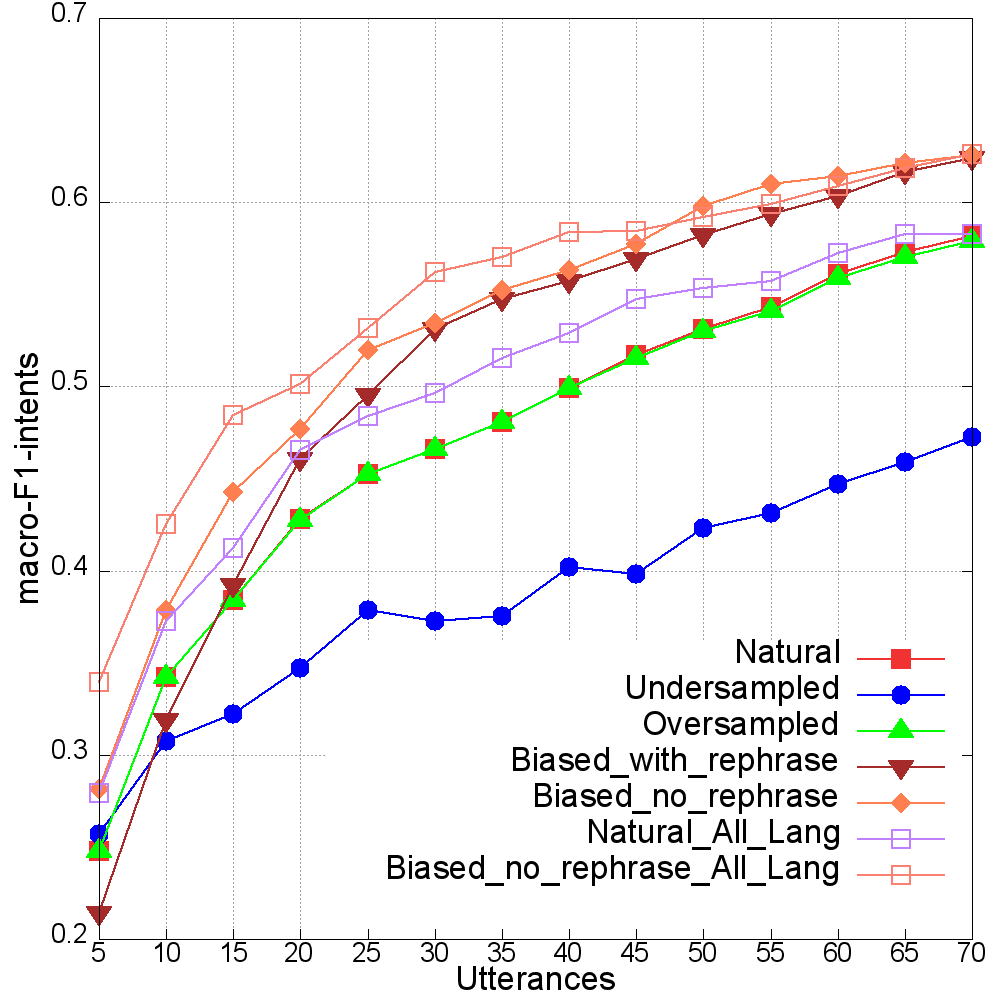 0.7
0.6
0.5
0.4
0.3
0.2
macro-F1-intents
Natural
Undersampled
Oversampled
Biased_with_rephrase
Biased_no_rephrase
Natural_All_Lang
Biased_no_rephrase_All_Lang
5 10 15 20 25 30 35 40 45 50 55 60 65 70
Utterances